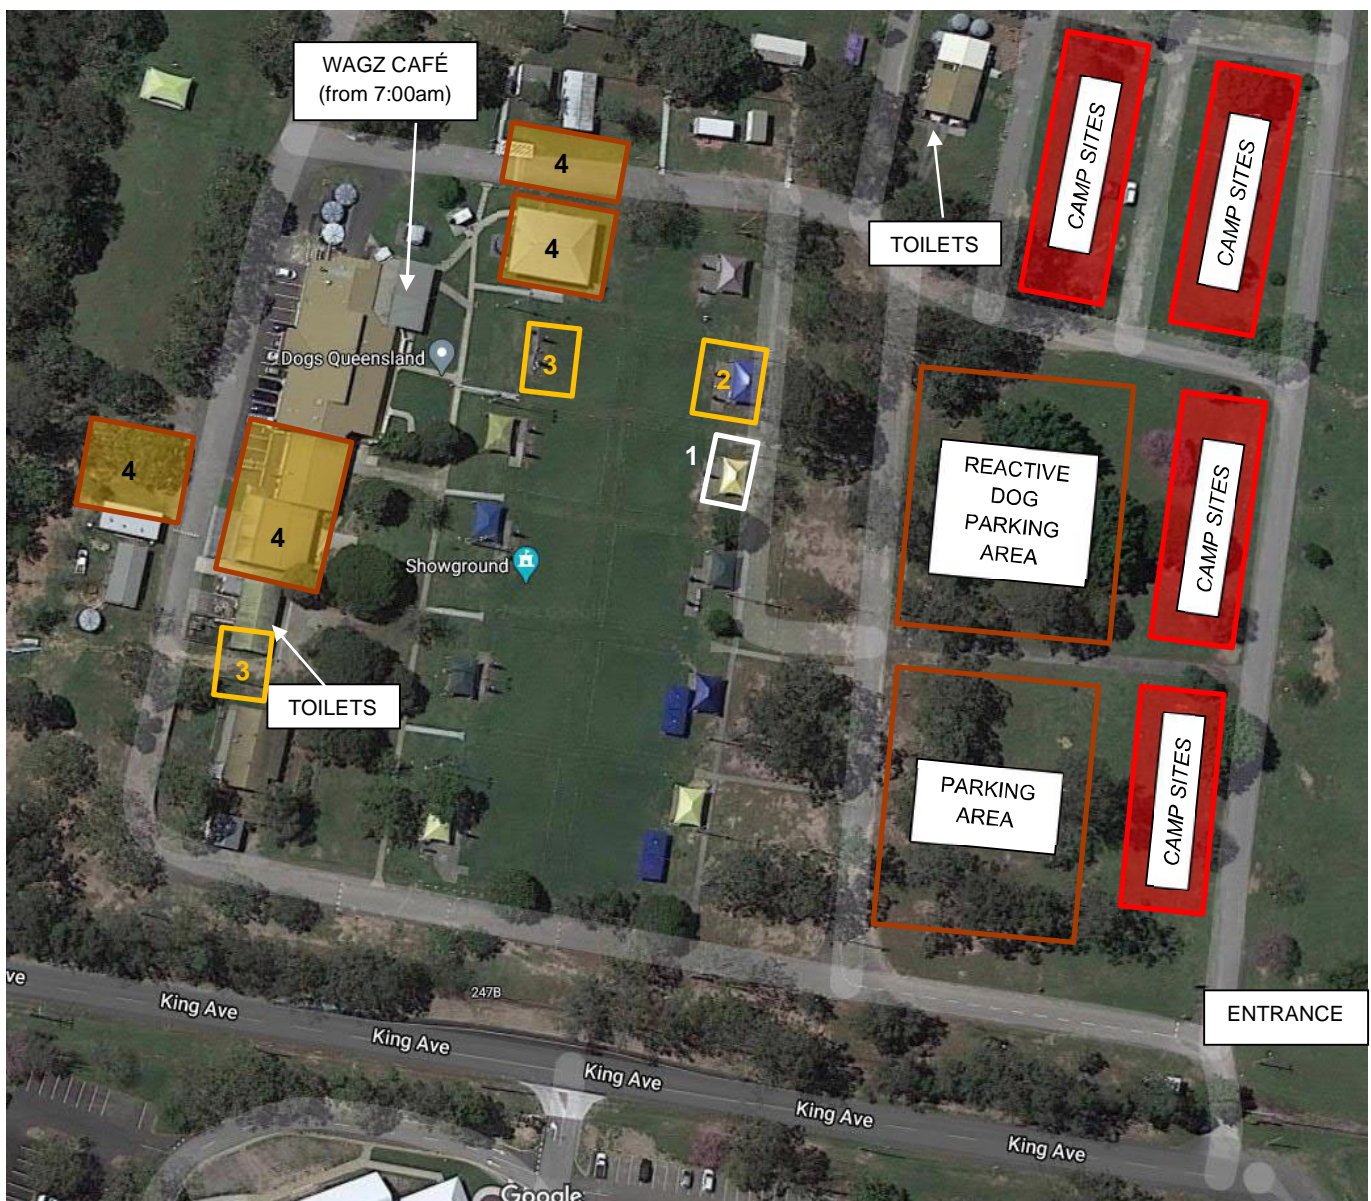 WAGZ CAFÉ
(from 7:00am)
4
TOILETS
CAMP SITES
CAMP SITES
4
Dogs Queensland
3
2
1
4
4
REACTIVE
DOG
PARKING
AREA
CAMP SITES
Showground
3
TOILETS
PARKING
AREA
CAMP SITES
ve
King Ave
247B
King Ave
King Ave
King Ave
King Ave
ENTRANCE
Google